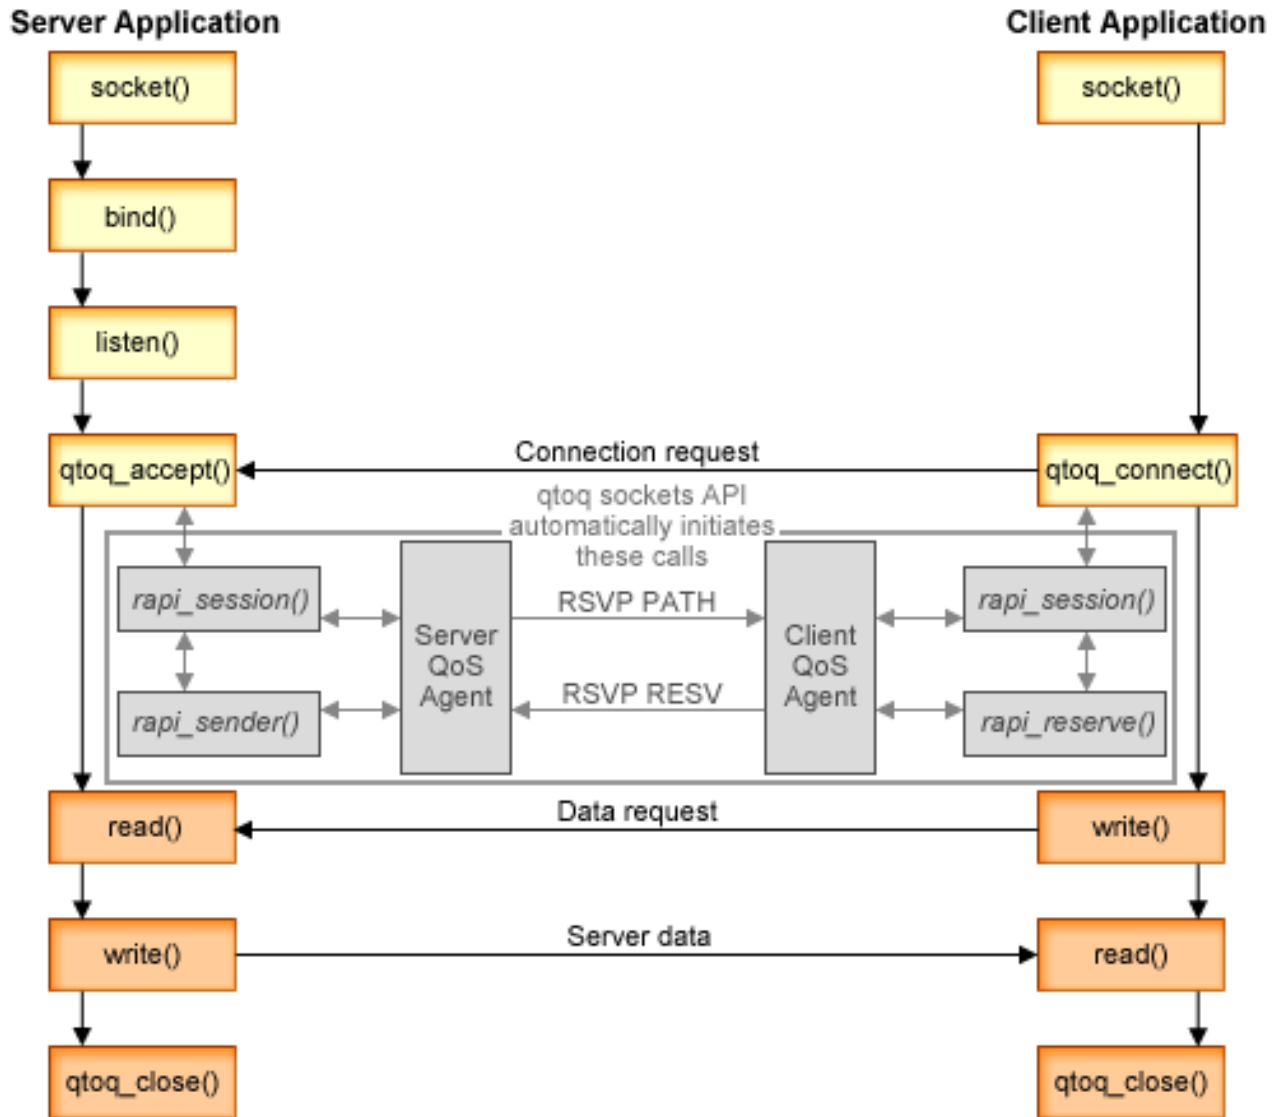 Server Application
Client Application
socket()
socket()
bind()
listen()
qtoq_accept()
Connection request
qtoq_connect()
qtoq sockets API
automatically initiates
these calls
rapi_session()
RSVP PATH
rapi_session()
Server
QoS
Agent
Client
QoS
Agent
rapi_sender()
RSVP RESV
rapi_reserve()
read()
Data request
write()
write()
Server data
read()
qtoq_close()
qtoq_close()